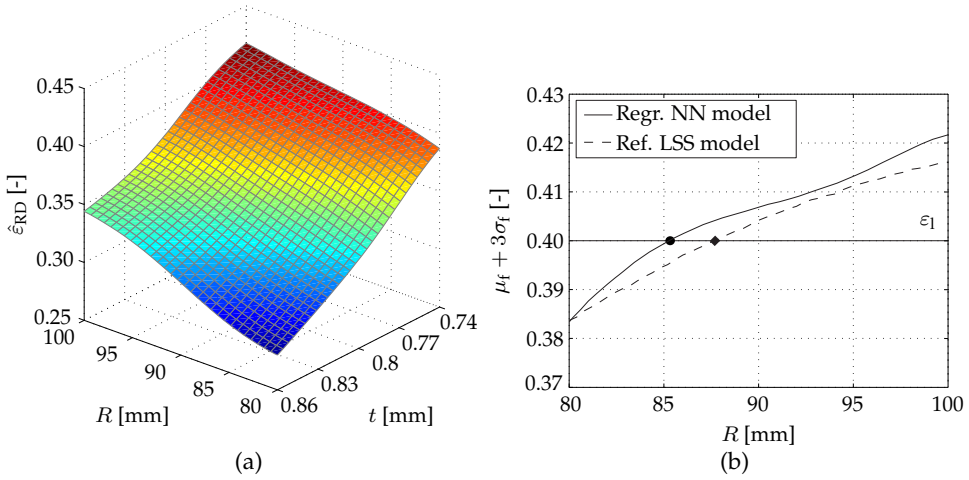 0.45
0.40
0.35
0.30
0.25
ε̂RD [-]
100
95
90
85
80
R [mm]
0.86
0.83
0.8
0.77
0.74
t [mm]
(a)
0.43
0.42
0.41
0.40
0.39
0.38
0.37
μf + 3σf [-]
Regr. NN model
Ref. LSS model
εl
80
85
90
95
100
R [mm]
(b)